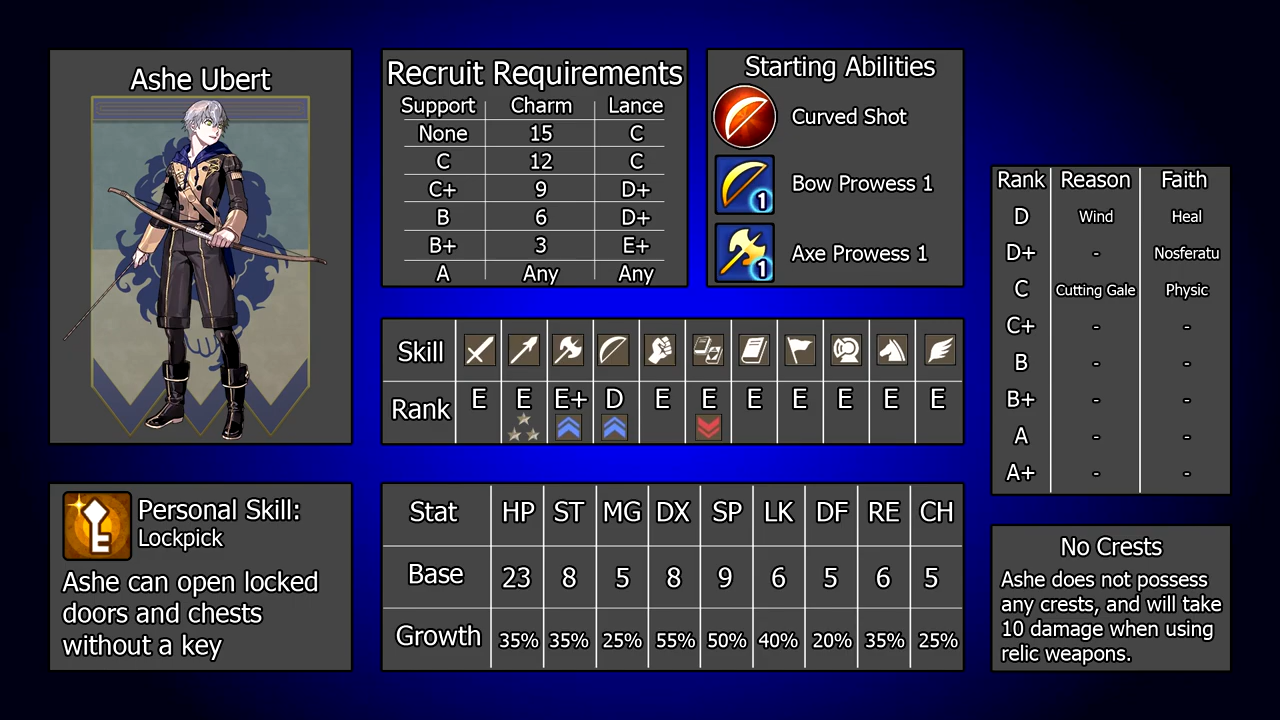 Ashe Ubert
Recruit Requirements
Support Charm Lance
None 15 C
C 12 C
C+ 9 D+
B 6 D+
B+ 3 E+
A Any Any
Starting Abilities
Curved Shot
Bow Prowess 1
1
Axe Prowess 1
1
Rank Reason Faith
D Wind Heal
D+ - Nosferatu
C Cutting Gale Physic
C+ - -
B - -
B+ - -
A - -
A+ - -
Skill
Rank E E E+ D E E E E E E E
Personal Skill:
Lockpick
Ashe can open locked
doors and chests
without a key
Stat HP ST MG DX SP LK DF RE CH
Base 23 8 5 8 9 6 5 6 5
Growth 35% 35% 25% 55% 50% 40% 20% 35% 25%
No Crests
Ashe does not possess
any crests, and will take
10 damage when using
relic weapons.